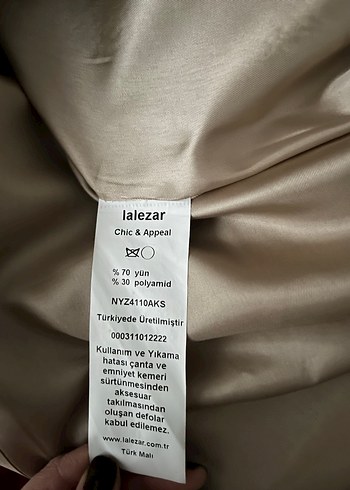 lalezar
Chic & Appeal
% 70 yün
% 30 polyamid
NYZ4110AKS
Türkiyede Üretilmiştir
000311012222
Kullanım ve Yıkama
hatası çanta ve
emniyet kemeri
sürtünmesinden
aksesuar
takılmasından
oluşan defolar
kabul edilemez.
www.lalezar.com.tr
Türk Malı